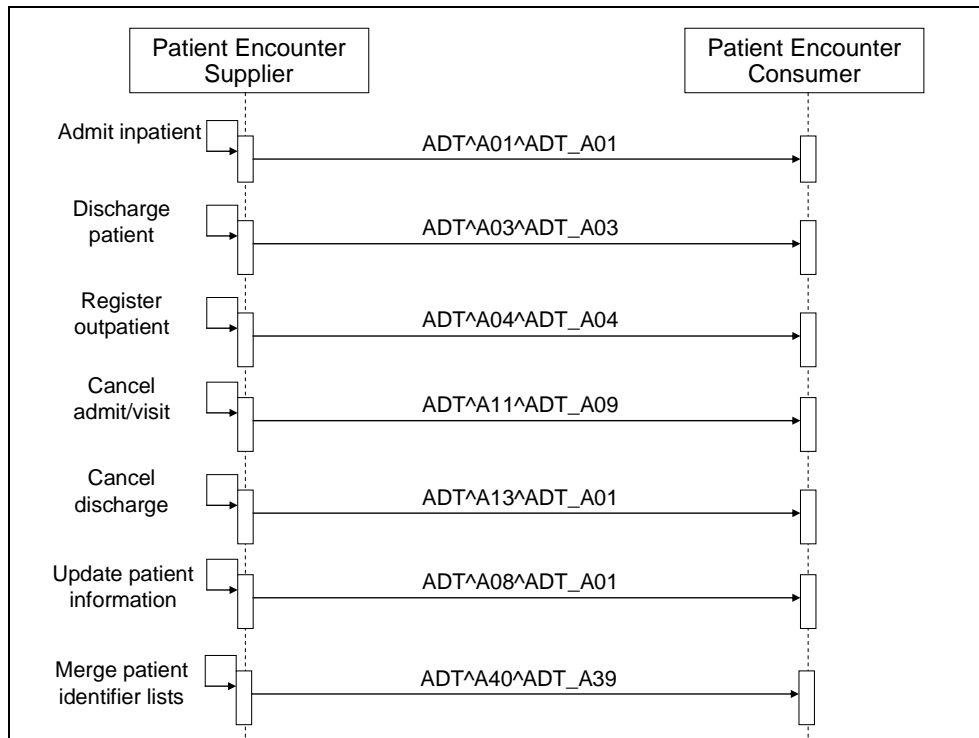 Patient Encounter
Supplier
Patient Encounter
Consumer
Admit inpatient
ADT^A01^ADT_A01
Discharge
patient
ADT^A03^ADT_A03
Register
outpatient
ADT^A04^ADT_A04
Cancel
admit/visit
ADT^A11^ADT_A09
Cancel
discharge
ADT^A13^ADT_A01
Update patient
information
ADT^A08^ADT_A01
Merge patient
identifier lists
ADT^A40^ADT_A39